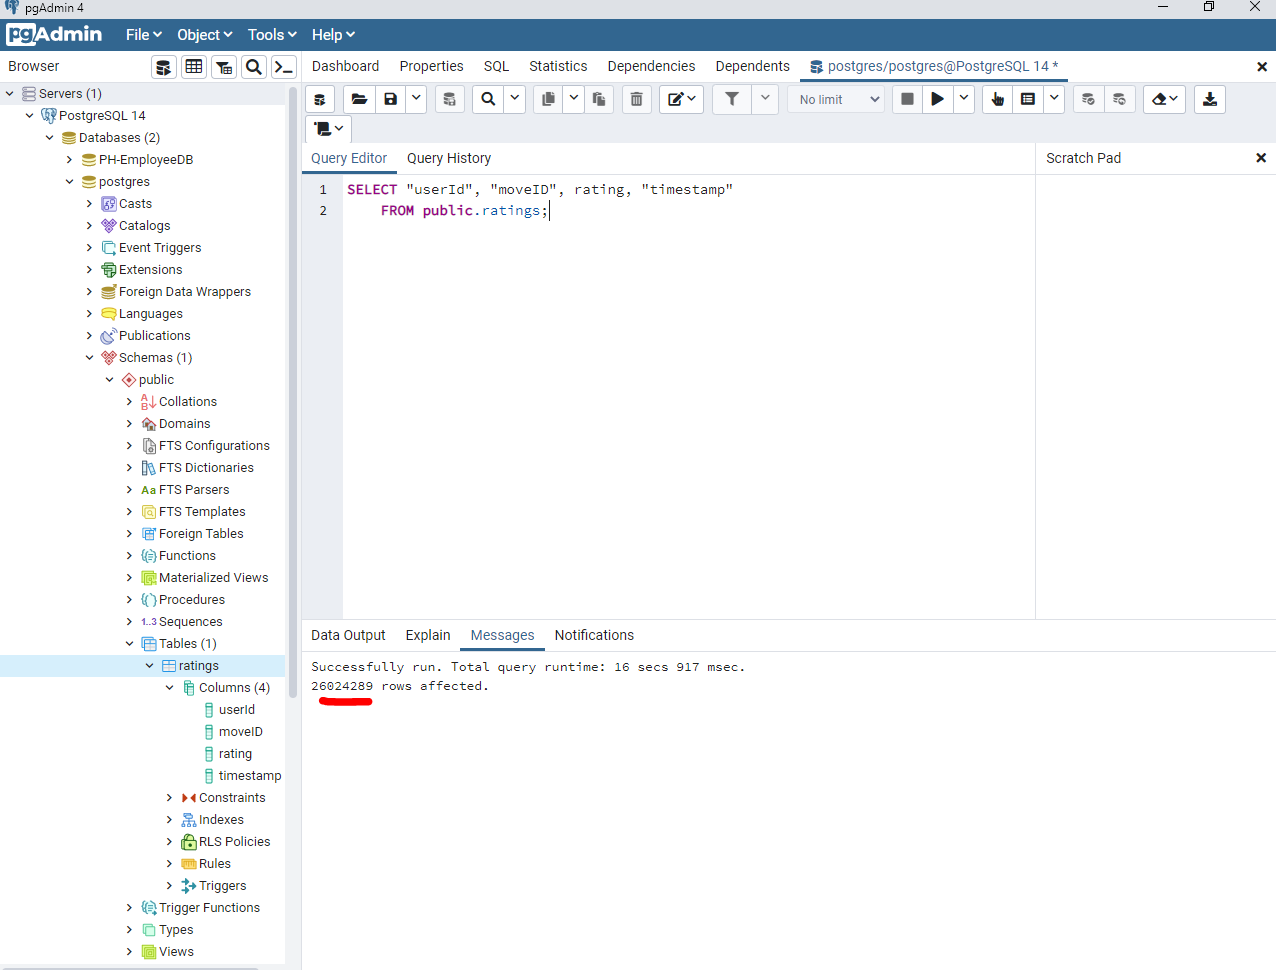 pgAdmin 4
pgAdmin File Object Tools Help
Browser
Dashboard Properties SQL Statistics Dependencies Dependents postgres/postgres@PostgreSQL 14 *
No limit
Servers (1)
PostgreSQL 14
Databases (2)
PH-EmployeeDB
postgres
Casts
Catalogs
Event Triggers
Extensions
Foreign Data Wrappers
Languages
Publications
Schemas (1)
public
Collations
Domains
FTS Configurations
FTS Dictionaries
Aa FTS Parsers
FTS Templates
Foreign Tables
Functions
Materialized Views
Procedures
1..3 Sequences
Tables (1)
ratings
Columns (4)
userId
moveID
rating
timestamp
Constraints
Indexes
RLS Policies
Rules
Triggers
Trigger Functions
Types
Views
Query Editor Query History
Scratch Pad
1 SELECT "userId", "moveID", rating, "timestamp"
2 FROM public.ratings;
Data Output Explain Messages Notifications
Successfully run. Total query runtime: 16 secs 917 msec.
26024289 rows affected.